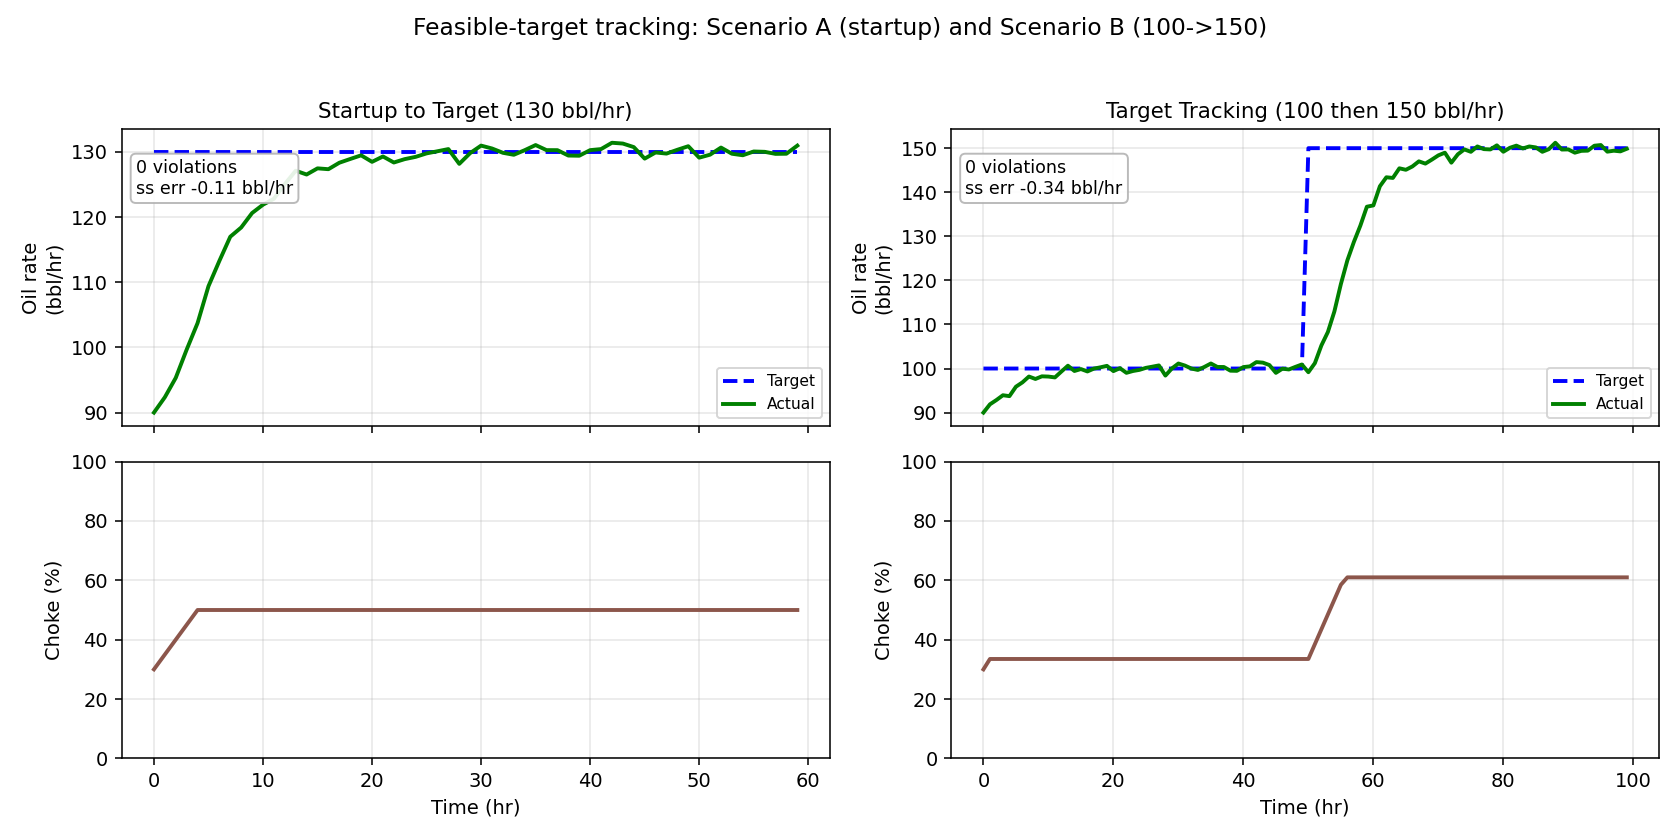 Feasible-target tracking: Scenario A (startup) and Scenario B (100->150)
Startup to Target (130 bbl/hr)
Oil rate
(bbl/hr)
130
120
110
100
90
0 violations
ss err -0.11 bbl/hr
Target
Actual
Target Tracking (100 then 150 bbl/hr)
Oil rate
(bbl/hr)
150
140
130
120
110
100
90
0 violations
ss err -0.34 bbl/hr
Target
Actual
Choke (%)
100
80
60
40
20
0
0 10 20 30 40 50 60
Time (hr)
Choke (%)
100
80
60
40
20
0
0 20 40 60 80 100
Time (hr)